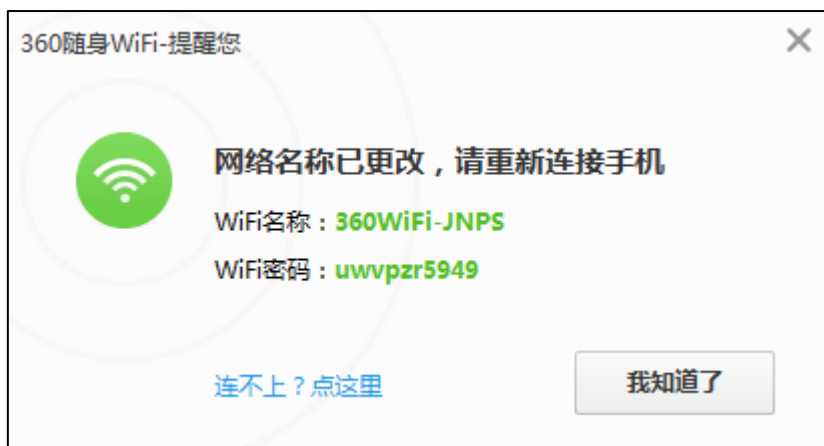 360随身WiFi-提醒您
网络名称已更改，请重新连接手机
WiFi名称：360WiFi-JNPS
WiFi密码：uwvpzr5949
连不上？点这里
我知道了